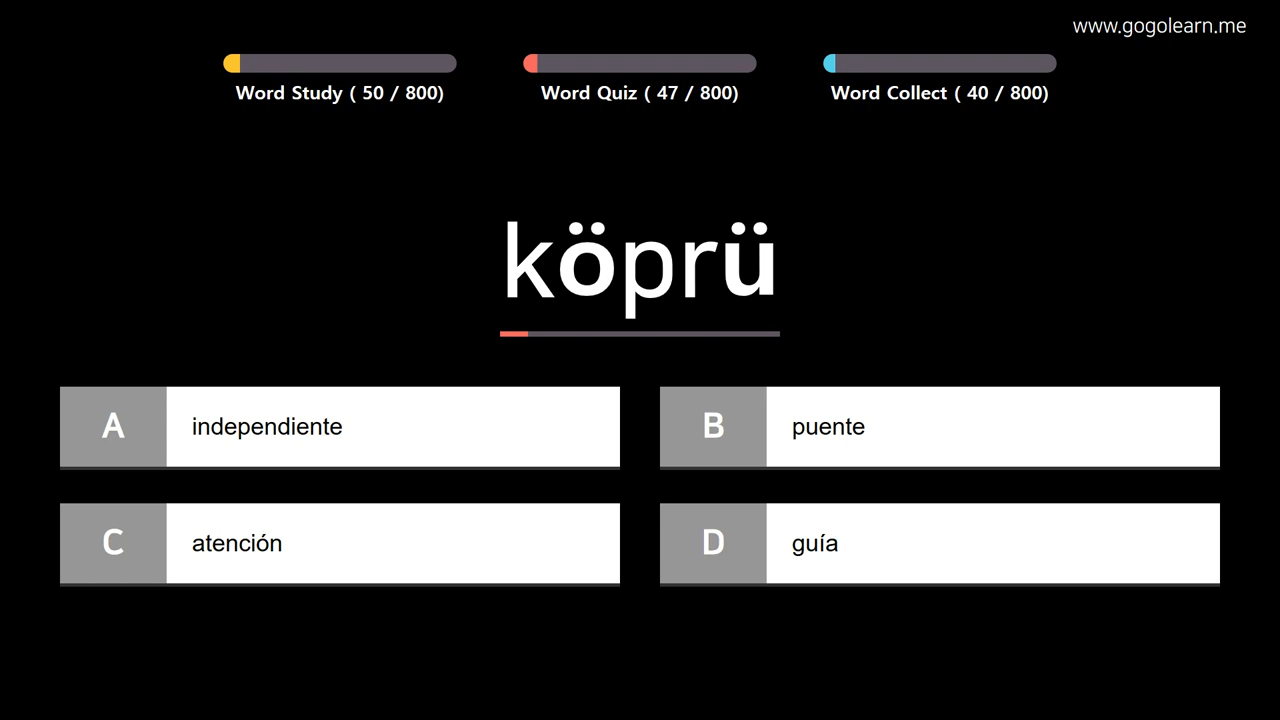 www.gogolearn.me
Word Study ( 50 / 800)
Word Quiz ( 47 / 800)
Word Collect ( 40 / 800)
köprü
A independiente
B puente
C atención
D guía